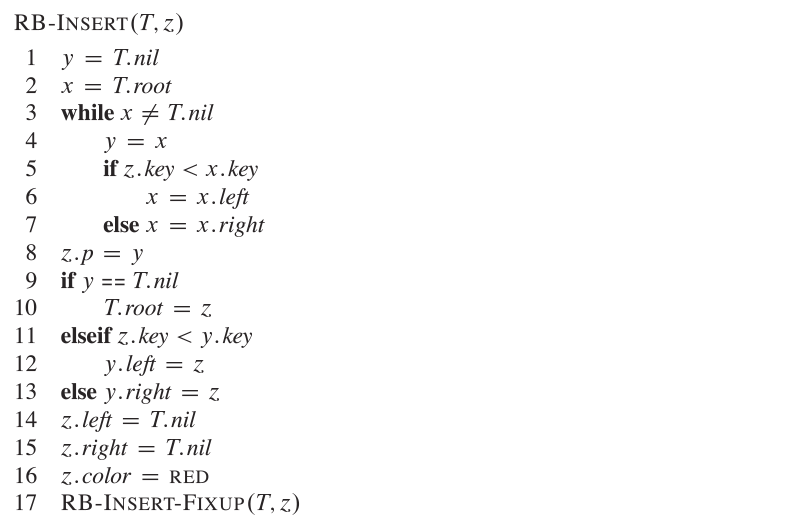 RB-INSERT(T, z)
1 y = T.nil
2 x = T.root
3 while x ≠ T.nil
4 y = x
5 if z.key < x.key
6 x = x.left
7 else x = x.right
8 z.p = y
9 if y == T.nil
10 T.root = z
11 elseif z.key < y.key
12 y.left = z
13 else y.right = z
14 z.left = T.nil
15 z.right = T.nil
16 z.color = RED
17 RB-INSERT-FIXUP(T, z)